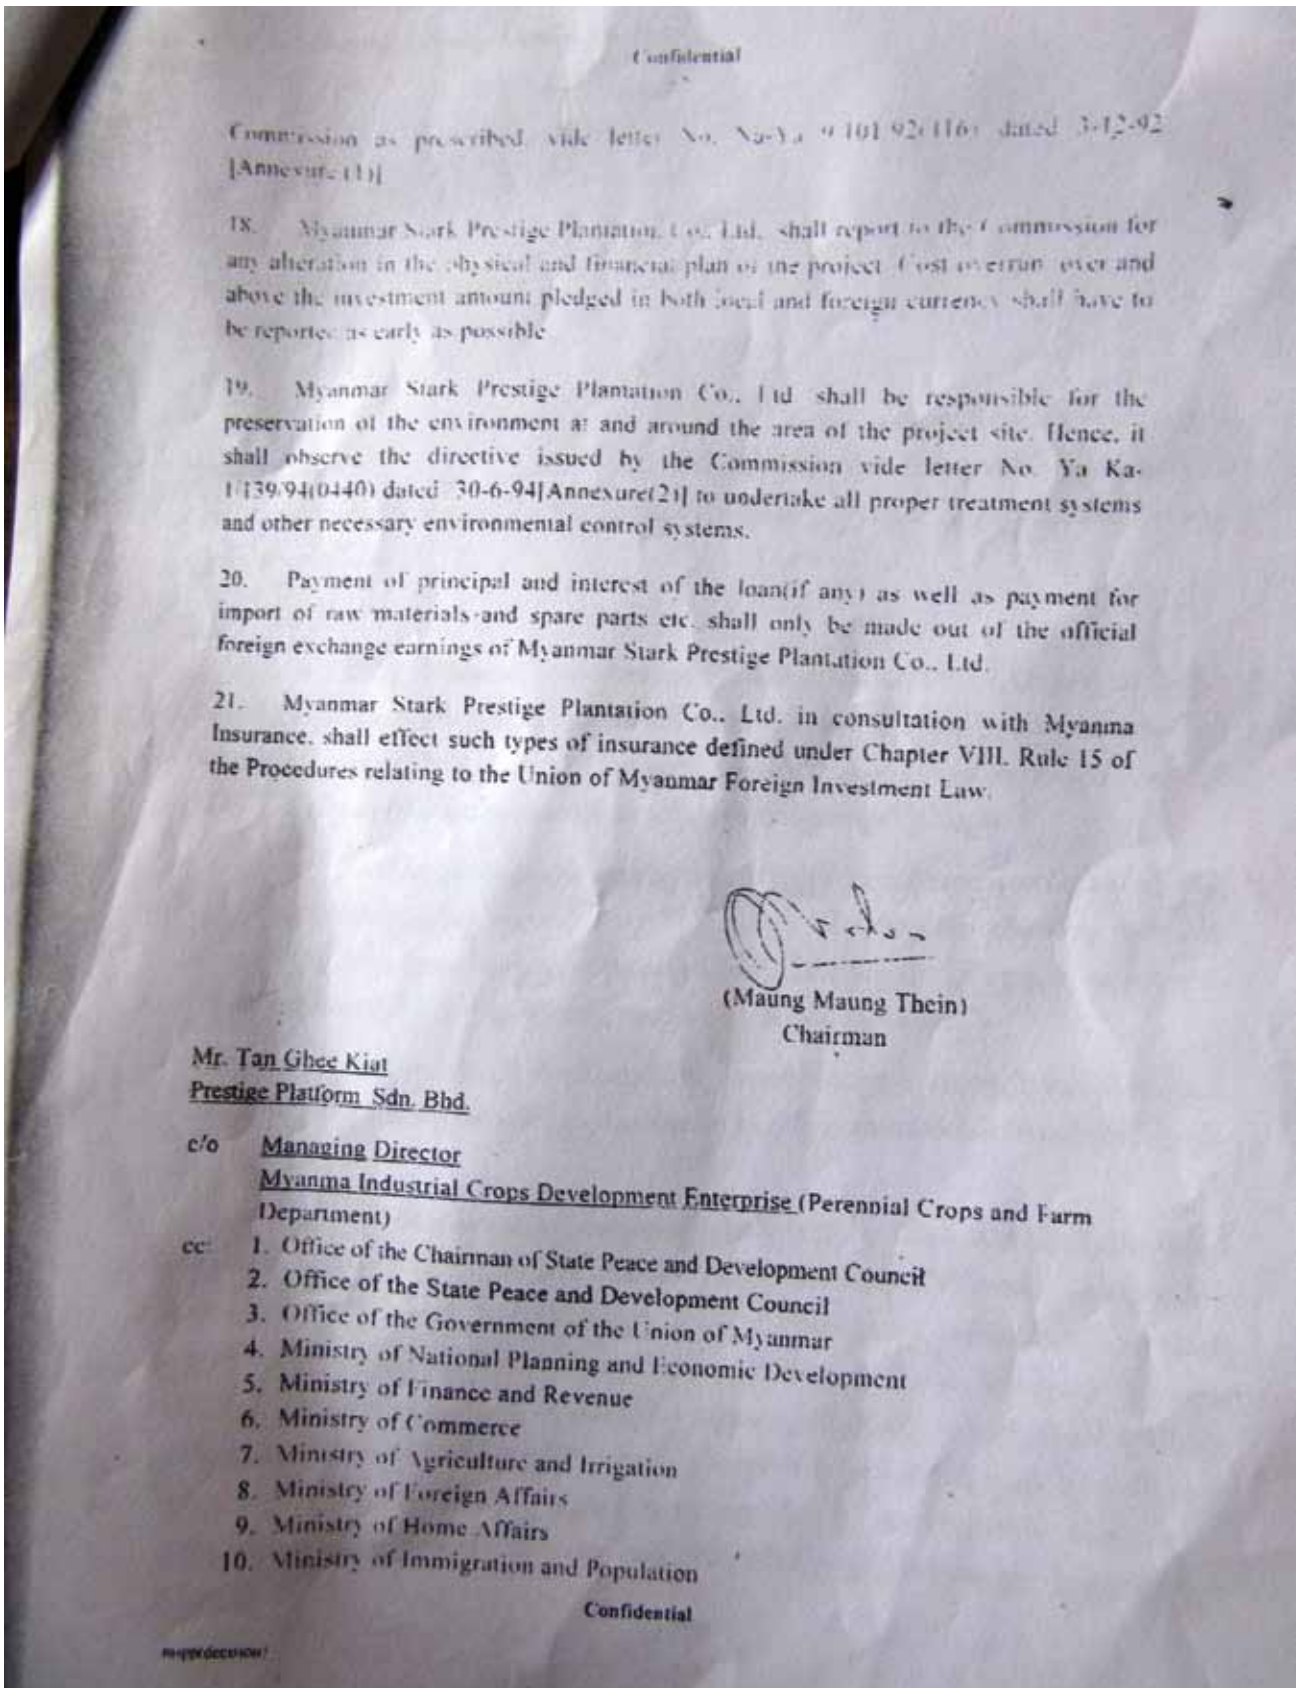 Confidential
Commission as prescribed vide letter No. Na-Ya dated 3-12-92
[Annexure (1)]
18. Myanmar Stark Prestige Plantation Co., Ltd. shall report to the Commission for
any alteration in the physical and financial plan of the project. Cost overrun over and
above the investment amount pledged in both local and foreign currency shall have to
be reported as early as possible
19. Myanmar Stark Prestige Plantation Co., Ltd shall be responsible for the
preservation of the environment at and around the area of the project site. Hence, it
shall observe the directive issued by the Commission vide letter No. Ya Ka-
1/139/94(0440) dated 30-6-94[Annexure(2)] to undertake all proper treatment systems
and other necessary environmental control systems.
20. Payment of principal and interest of the loan(if any) as well as payment for
import of raw materials and spare parts etc. shall only be made out of the official
foreign exchange earnings of Myanmar Stark Prestige Plantation Co., Ltd.
21. Myanmar Stark Prestige Plantation Co., Ltd. in consultation with Myanma
Insurance, shall effect such types of insurance defined under Chapter VIII, Rule 15 of
the Procedures relating to the Union of Myanmar Foreign Investment Law.
(Maung Maung Thein)
Chairman
Mr. Tan Ghee Kiat
Prestige Platform Sdn. Bhd.
c/o Managing Director
Myanma Industrial Crops Development Enterprise (Perennial Crops and Farm
Department)
cc: 1. Office of the Chairman of State Peace and Development Council
2. Office of the State Peace and Development Council
3. Office of the Government of the Union of Myanmar
4. Ministry of National Planning and Economic Development
5. Ministry of Finance and Revenue
6. Ministry of Commerce
7. Ministry of Agriculture and Irrigation
8. Ministry of Foreign Affairs
9. Ministry of Home Affairs
10. Ministry of Immigration and Population
Confidential